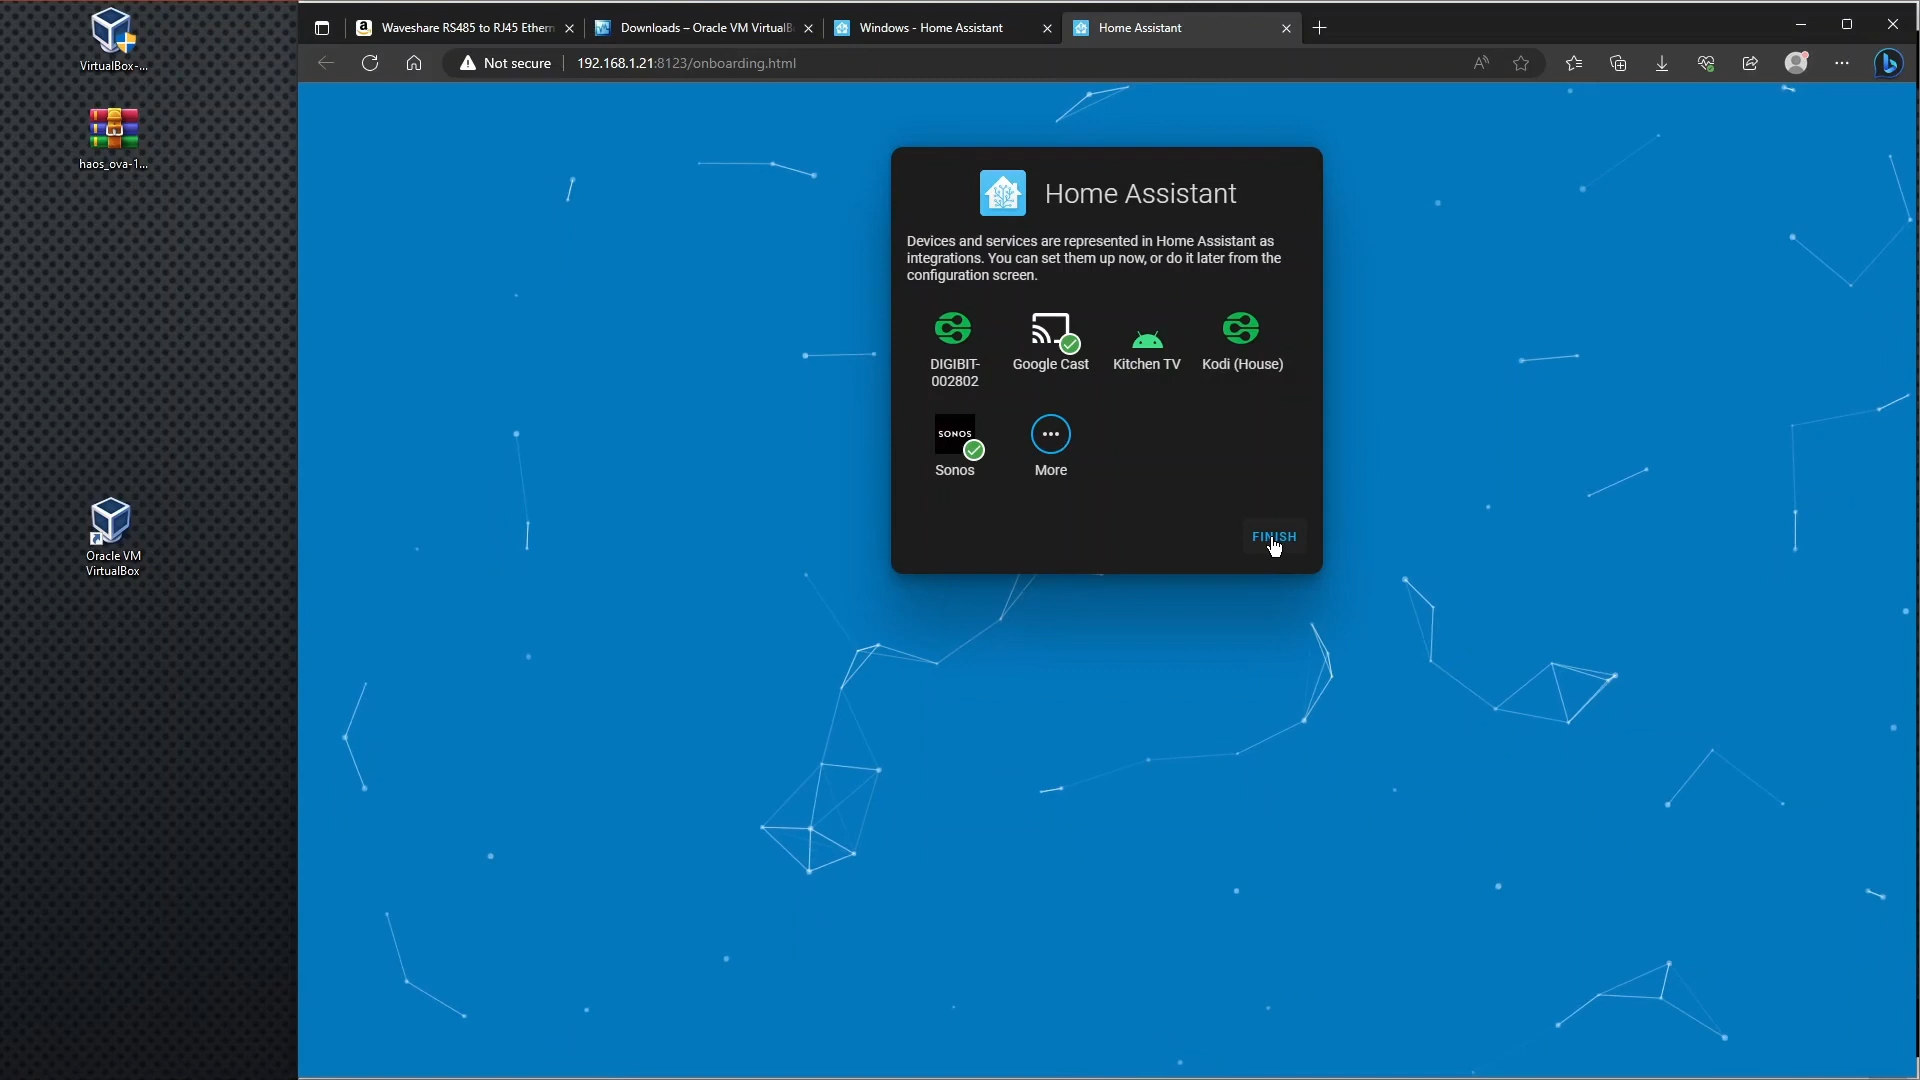 VirtualBox-...
haos_ova-1...
Oracle VM
VirtualBox
Waveshare RS485 to RJ45 Ethern
Downloads – Oracle VM VirtualB
Windows - Home Assistant
Home Assistant
Not secure
192.168.1.21:8123/onboarding.html
Home Assistant
Devices and services are represented in Home Assistant as
integrations. You can set them up now, or do it later from the
configuration screen.
DIGIBIT-
002802
Google Cast
Kitchen TV
Kodi (House)
SONOS
Sonos
More
FINISH